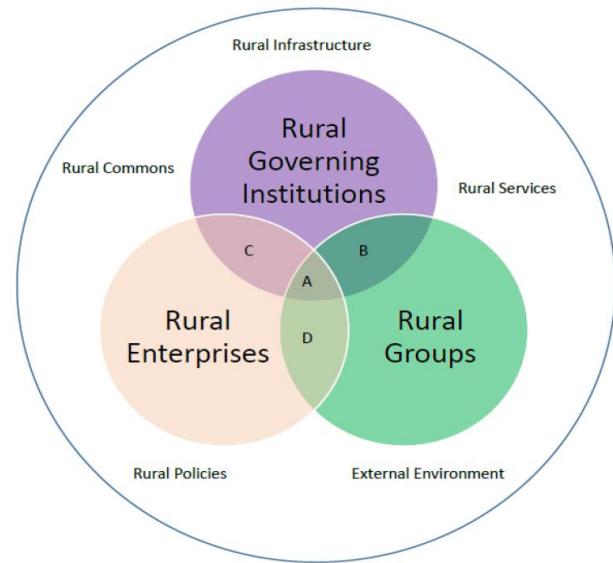 Rural Infrastructure
Rural
Governing
Institutions
Rural Commons
Rural Services
C
B
A
Rural
Enterprises
D
Rural
Groups
Rural Policies
External Environment